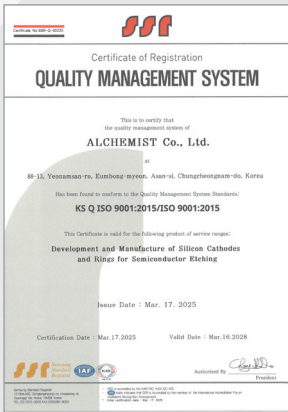 SSR
Certificate of Registration
QUALITY MANAGEMENT SYSTEM
This is to certify that
the quality management system of
ALCHEMIST Co., Ltd.
at
88-13, Yeonamsan-ro, Eumbong-myeon, Asan-si, Chungcheongnam-do, Korea
Has been found to conform to the Quality Management System Standards:
KS Q ISO 9001:2015/ISO 9001:2015
This Certificate is valid for the following product of service ranges:
Development and Manufacture of Silicon Cathodes
and Rings for Semiconductor Etching
Issue Date : Mar. 17. 2025
Certification Date : Mar.17.2025
Valid Date : Mar.16.2028
SSR
IAF
Authorized By
President